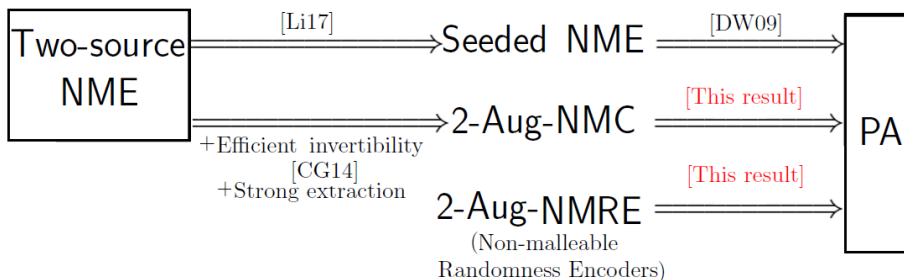 Two-source
NME
[Li17]
Seeded NME
[DW09]
PA
+Efficient invertibility
[CG14]
+Strong extraction
2-Aug-NMC
[This result]
2-Aug-NMRE
(Non-malleable
Randomness Encoders)
[This result]